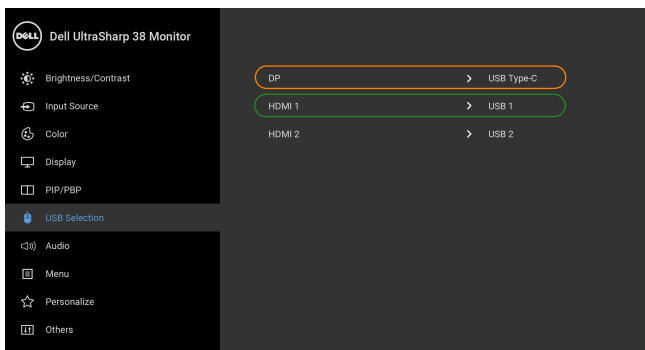 DELL Dell UltraSharp 38 Monitor
Brightness/Contrast
Input Source
Color
Display
PIP/PBP
USB Selection
Audio
Menu
Personalize
Others
DP > USB Type-C
HDMI 1 > USB 1
HDMI 2 > USB 2